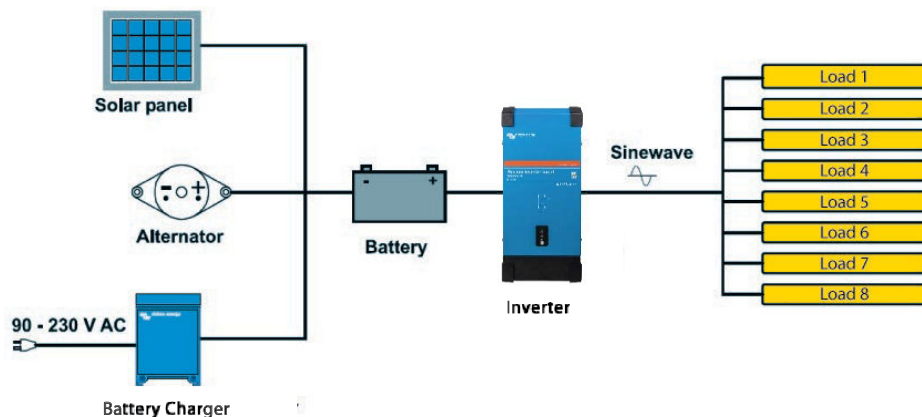 Solar panel
- +
Alternator
90 - 230 V AC
Battery Charger
- +
Battery
Inverter
Sinewave
Load 1
Load 2
Load 3
Load 4
Load 5
Load 6
Load 7
Load 8